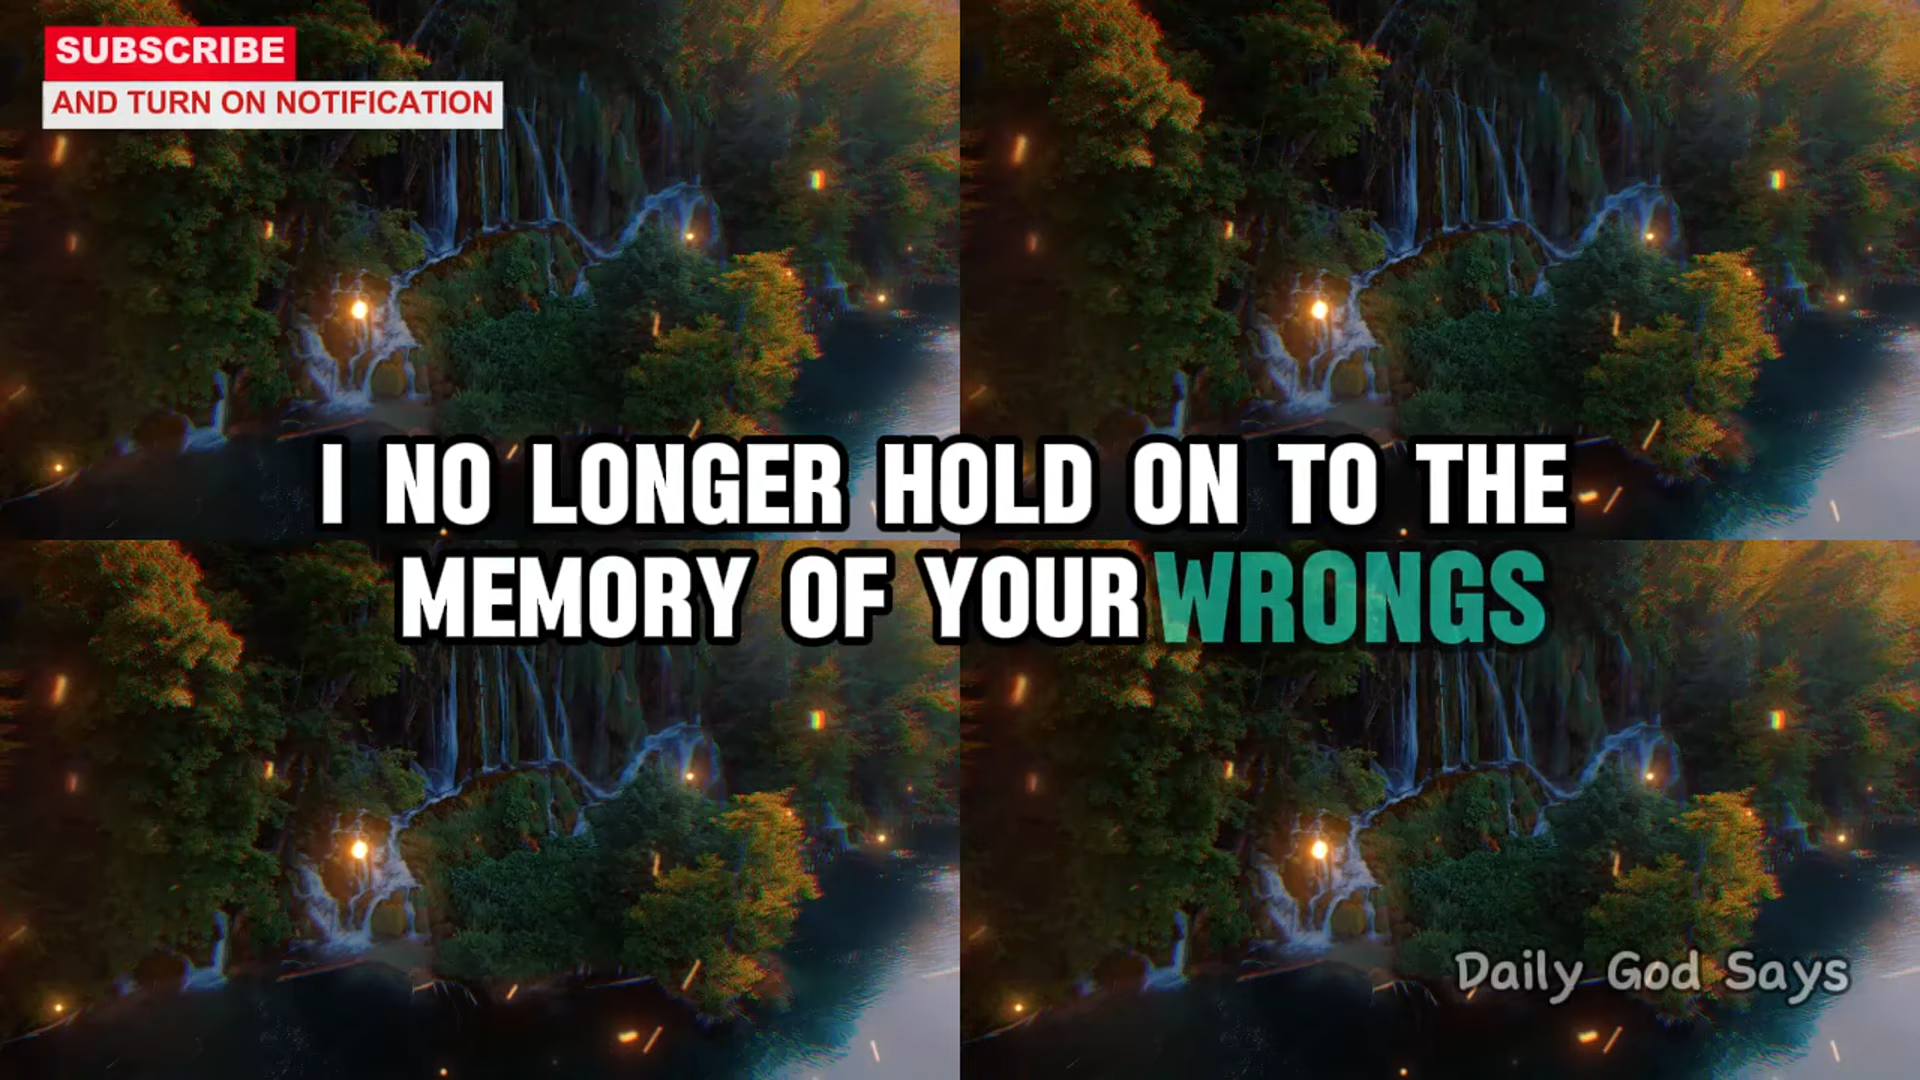 SUBSCRIBE
AND TURN ON NOTIFICATION
I NO LONGER HOLD ON TO THE
MEMORY OF YOUR WRONGS
Daily God Says